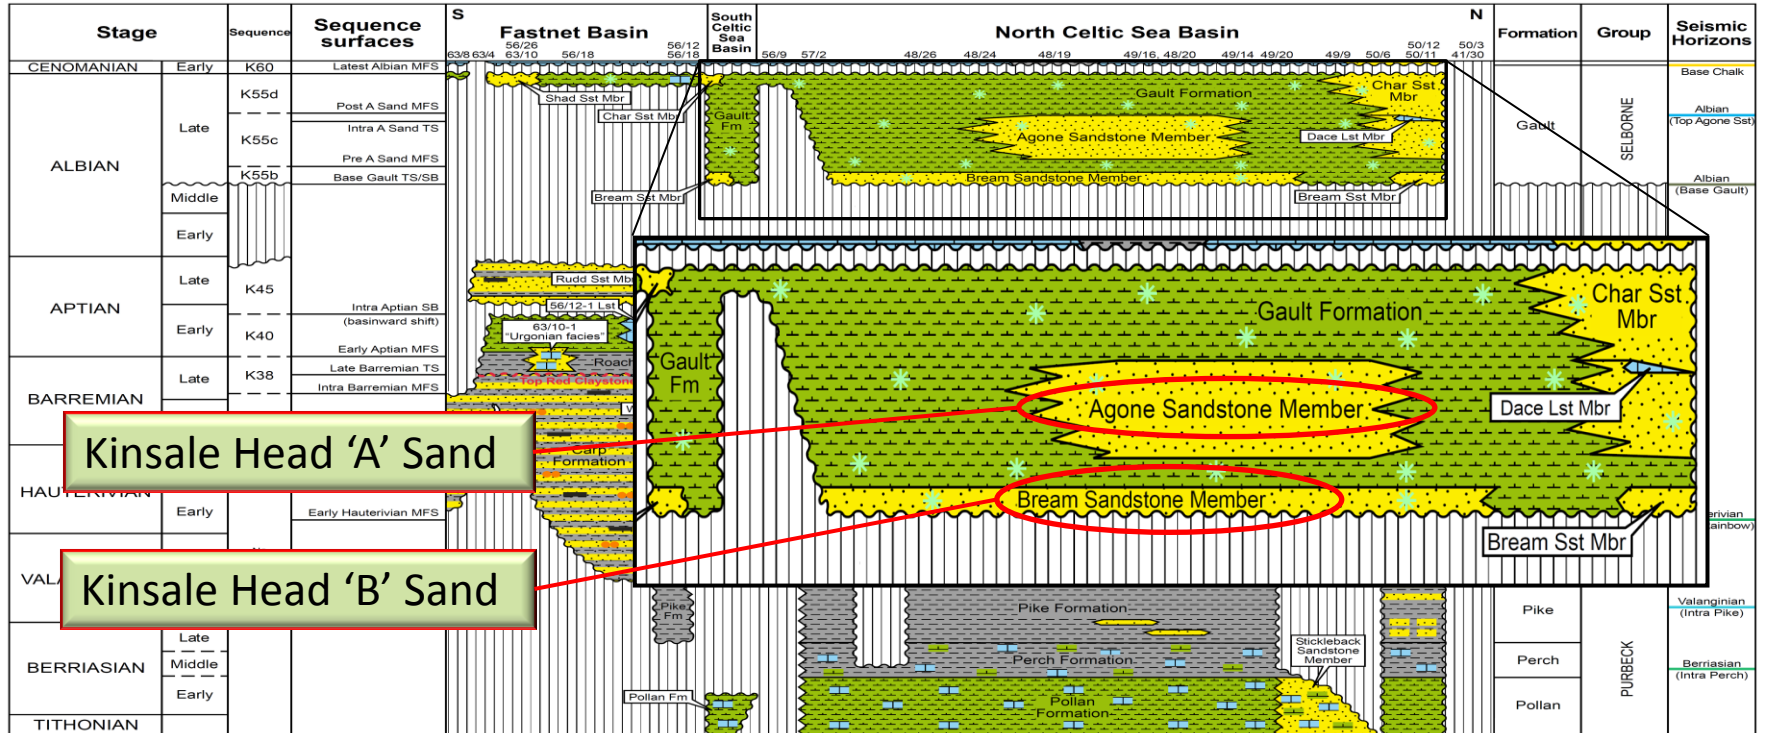 Stage
Sequence
Sequence
surfaces
S
Fastnet Basin
South
Celtic
Sea
Basin
North Celtic Sea Basin
N
Formation
Group
Seismic
Horizons
63/8 63/4
56/26
63/10
56/18
56/12
56/18
56/9
57/2
48/26
48/24
48/19
49/16 48/20
49/14 49/20
49/9
50/6
50/12
50/11
50/3
41/30
CENOMANIAN
Early
K60
Latest Albian MFS
Base Chalk
ALBIAN
Late
Middle
Early
K55d
K55c
K55b
Post A Sand MFS
Intra A Sand TS
Pre A Sand MFS
Base Gault TS/SB
Shad Sst Mbr
Char Sst Mbr
Gault
Fm
Bream Sst Mbr
Gault Formation
Agone Sandstone Member
Bream Sandstone Member
Char Sst
Mbr
Dace Lst Mbr
Bream Sst Mbr
Gault
SELBORNE
Albian
(Top Agone Sst)
Albian
(Base Gault)
APTIAN
Late
Early
K45
K40
Intra Aptian SB
(basinward shift)
Early Aptian MFS
Rudd Sst Mb
56/12-1 Lst
63/10-1
"Urgonian facies"
Roach
BARREMIAN
Late
K38
Late Barremian TS
Intra Barremian MFS
Top Red Claystone
Carp
Formation
Gault
Fm
Gault Formation
Char Sst
Mbr
Agone Sandstone Member
Dace Lst Mbr
Bream Sandstone Member
Bream Sst Mbr
Kinsale Head ‘A’ Sand
HAUTERIVIAN
Early
Early Hauterivian MFS
Kinsale Head ‘B’ Sand
VALA
Pike
Fm
Pike Formation
Pike
Valanginian
(Intra Pike)
BERRIASIAN
Late
Middle
Early
Perch Formation
Stickleback
Sandstone
Member
Perch
PURBECK
Berriasian
(Intra Perch)
Pollan Fm
Pollan
Formation
Pollan
TITHONIAN